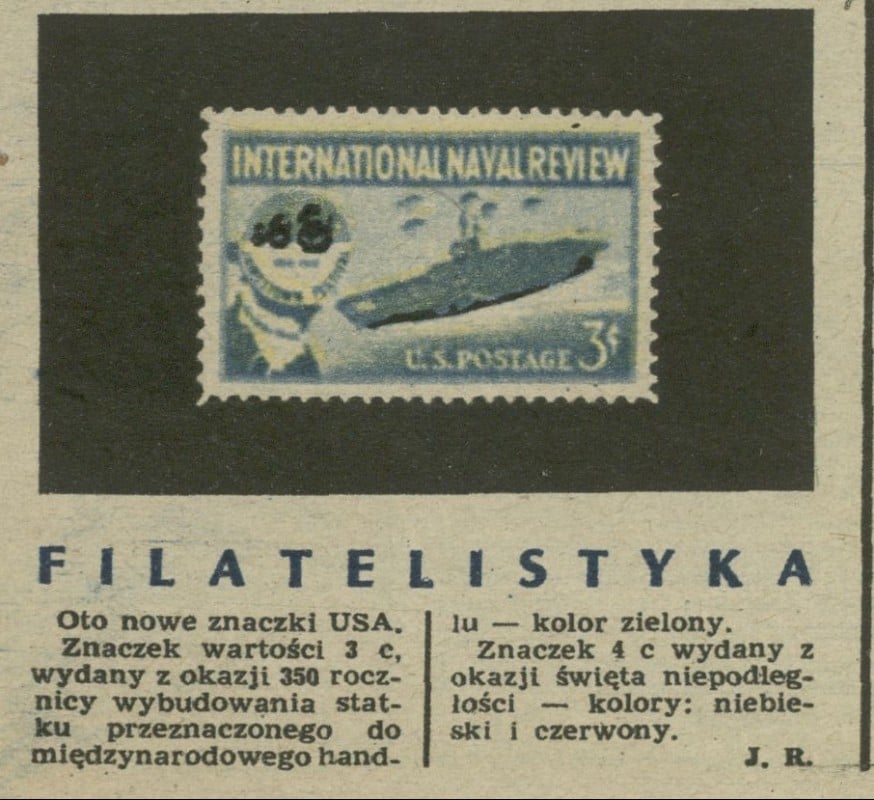 INTERNATIONAL NAVAL REVIEW
U.S. POSTAGE 3¢
FILATELISTYKA
Oto nowe znaczki USA.
Znaczek wartości 3 c,
wydany z okazji 350 rocz-
nicy wybudowania stat-
ku przeznaczonego do
międzynarodowego hand-
lu — kolor zielony.
Znaczek 4 c wydany z
okazji święta niepodleg-
łości — kolory: niebie-
ski i czerwony.
J. R.